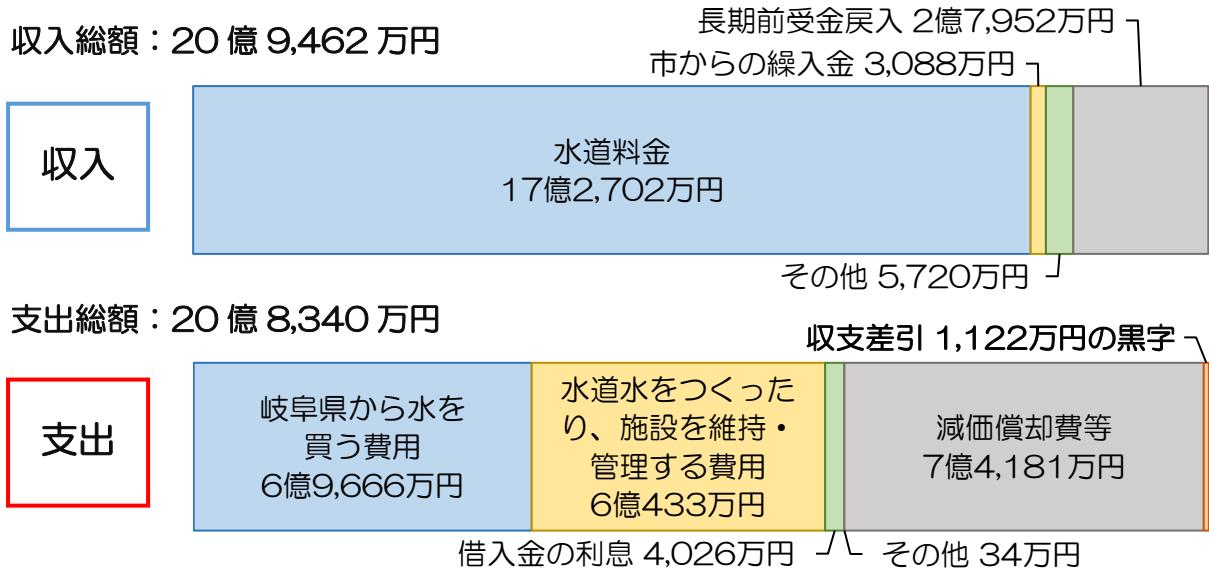 長期前受金戻入 2億7,952万円
収入総額：20 億 9,462 万円
市からの繰入金 3,088万円
収入
水道料金
17億2,702万円
その他 5,720万円
支出総額：20 億 8,340 万円
収支差引 1,122万円の黒字
支出
岐阜県から水を
買う費用
6億9,666万円
水道水をつくった
り、施設を維持・
管理する費用
6億433万円
減価償却費等
7億4,181万円
借入金の利息 4,026万円
その他 34万円